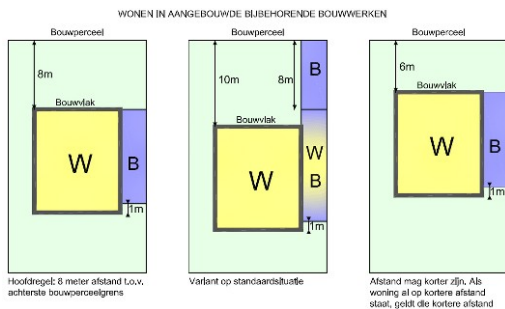 WONEN IN AANGEBOUWDE BIJBEHORENDE BOUWWERKEN
Bouwperceel
8m
Bouwvlak
W
B
1m
Hoofdregel: 8 meter afstand t.o.v.
achterste bouwperceelgrens
Bouwperceel
10m
8m
B
Bouwvlak
W
W
B
1m
Variant op standaardsituatie
Bouwperceel
6m
Bouwvlak
W
B
1m
Afstand mag korter zijn. Als
woning al op kortere afstand
staat, geldt die kortere afstand